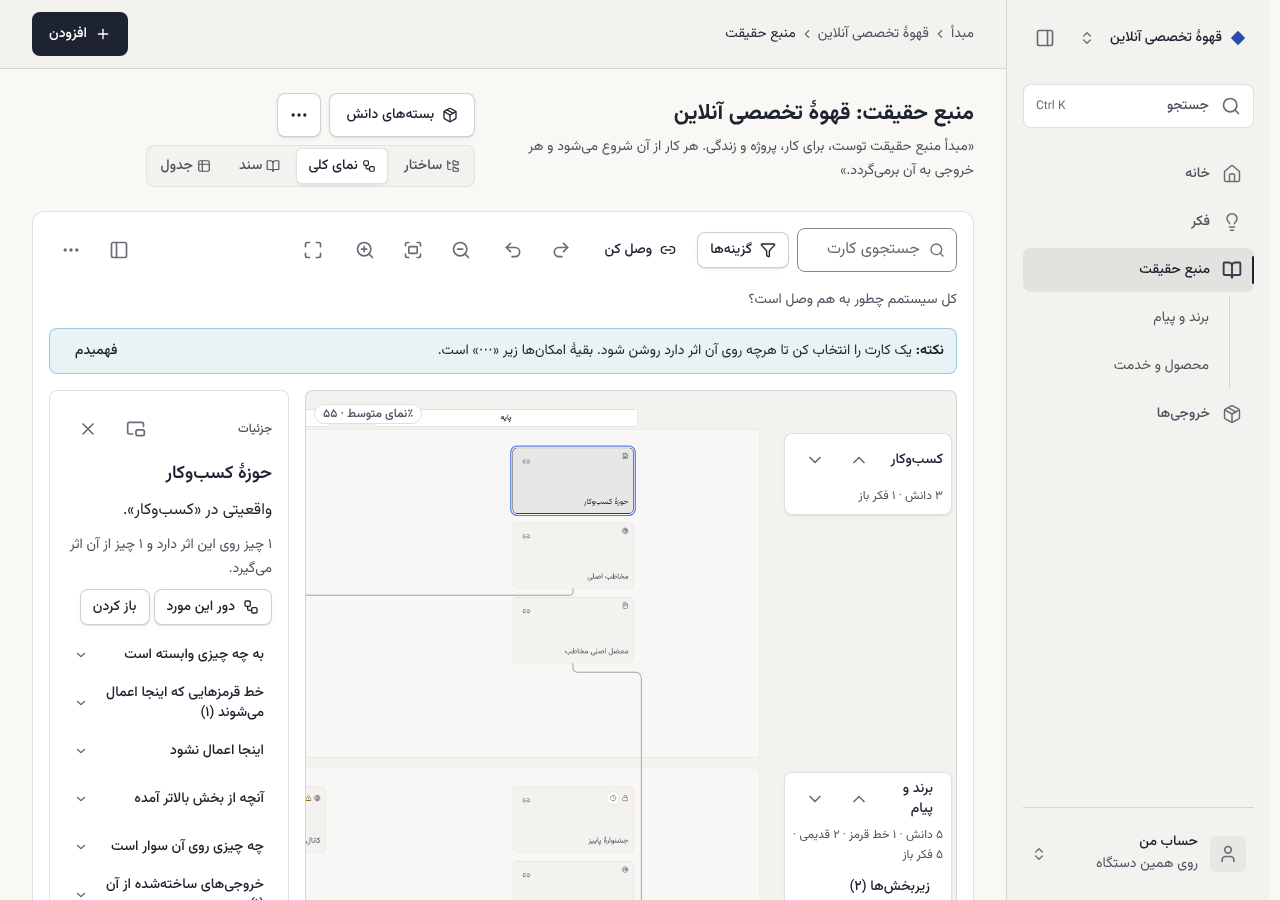 قهوهٔ تخصصی آنلاین
جستجو
Ctrl K
خانه
فکر
منبع حقیقت
برند و پیام
محصول و خدمت
خروجی‌ها
حساب من
روی همین دستگاه
مبدأ
قهوهٔ تخصصی آنلاین
منبع حقیقت
افزودن
منبع حقیقت: قهوهٔ تخصصی آنلاین
«مبدأ منبع حقیقت توست، برای کار، پروژه و زندگی. هر کار از آن شروع می‌شود و هر
خروجی به آن برمی‌گردد.»
بسته‌های دانش
ساختار
نمای کلی
سند
جدول
جستجوی کارت
گزینه‌ها
وصل کن
کل سیستمم چطور به هم وصل است؟
نکته: یک کارت را انتخاب کن تا هرچه روی آن اثر دارد روشن شود. بقیهٔ امکان‌ها زیر «⋯» است.
فهمیدم
کسب‌وکار
۳ دانش · ۱ فکر باز
برند و
پیام
۵ دانش · ۱ خط قرمز · ۲ قدیمی ·
۵ فکر باز
زیربخش‌ها (۲)
پایه
٪نمای متوسط · ۵۵
حوزهٔ کسب‌وکار
مخاطب اصلی
معضل اصلی مخاطب
جشنوارهٔ پاییز
کانال
جزئیات
حوزهٔ کسب‌وکار
واقعیتی در «کسب‌وکار».
۱ چیز روی این اثر دارد و ۱ چیز از آن اثر
می‌گیرد.
دور این مورد
باز کردن
به چه چیزی وابسته است
خط قرمزهایی که اینجا اعمال
می‌شوند (۱)
اینجا اعمال نشود
آنچه از بخش بالاتر آمده
چه چیزی روی آن سوار است
خروجی‌های ساخته‌شده از آن